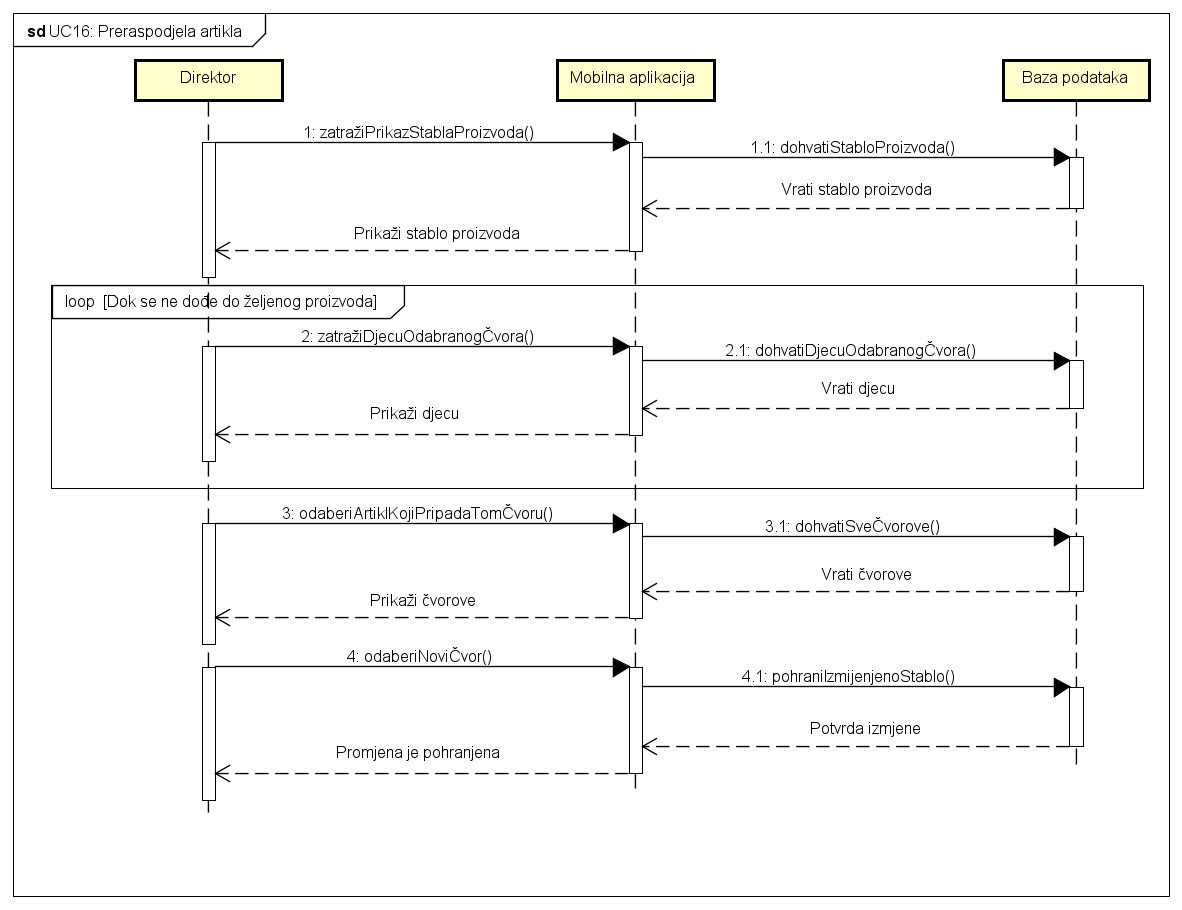 sd UC16: Preraspodjela artikla
Direktor
Mobilna aplikacija
Baza podataka
1: zatražiPrikazStablaProizvoda()
1.1: dohvatiStabloProizvoda()
Vrati stablo proizvoda
Prikaži stablo proizvoda
loop [Dok se ne dođe do željenog proizvoda]
2: zatražiDjecuOdabranogČvora()
2.1: dohvatiDjecuOdabranogČvora()
Vrati djecu
Prikaži djecu
3: odaberiArtiklKojiPripadaTomČvoru()
3.1: dohvatiSveČvorove()
Vrati čvorove
Prikaži čvorove
4: odaberiNoviČvor()
4.1: pohraniIzmijenjenoStablo()
Potvrda izmjene
Promjena je pohranjena